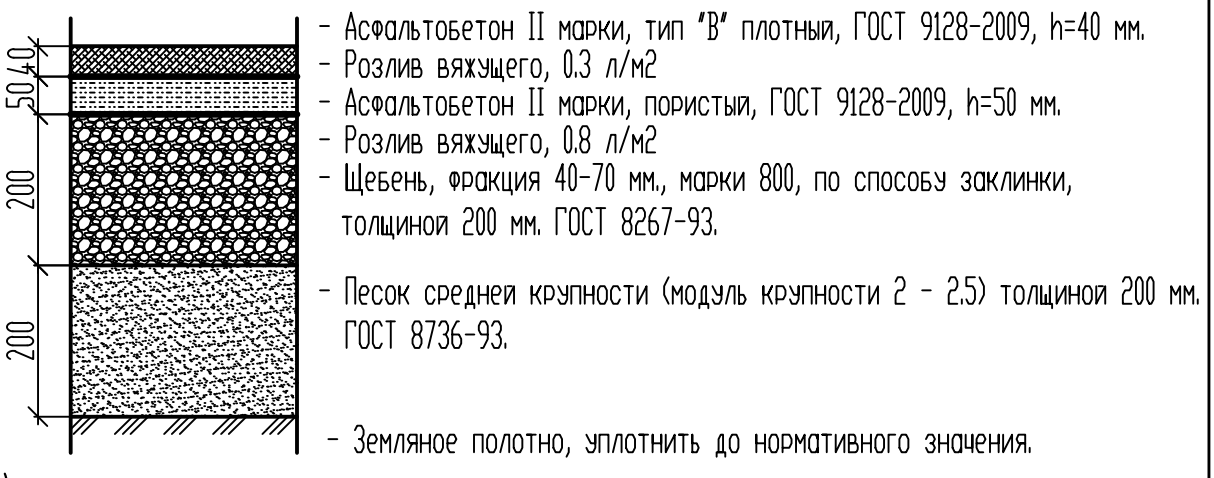 - Асфальтобетон II марки, тип "В" плотный, ГОСТ 9128-2009, h=40 мм.
- Розлив вяжущего, 0.3 л/м2
- Асфальтобетон II марки, пористый, ГОСТ 9128-2009, h=50 мм.
- Розлив вяжущего, 0.8 л/м2
- Щебень, фракция 40-70 мм., марки 800, по способу заклинки,
толщиной 200 мм. ГОСТ 8267-93.
- Песок средней крупности (модуль крупности 2 - 2.5) толщиной 200 мм.
ГОСТ 8736-93.
- Земляное полотно, уплотнить до нормативного значения.
40
50
200
200